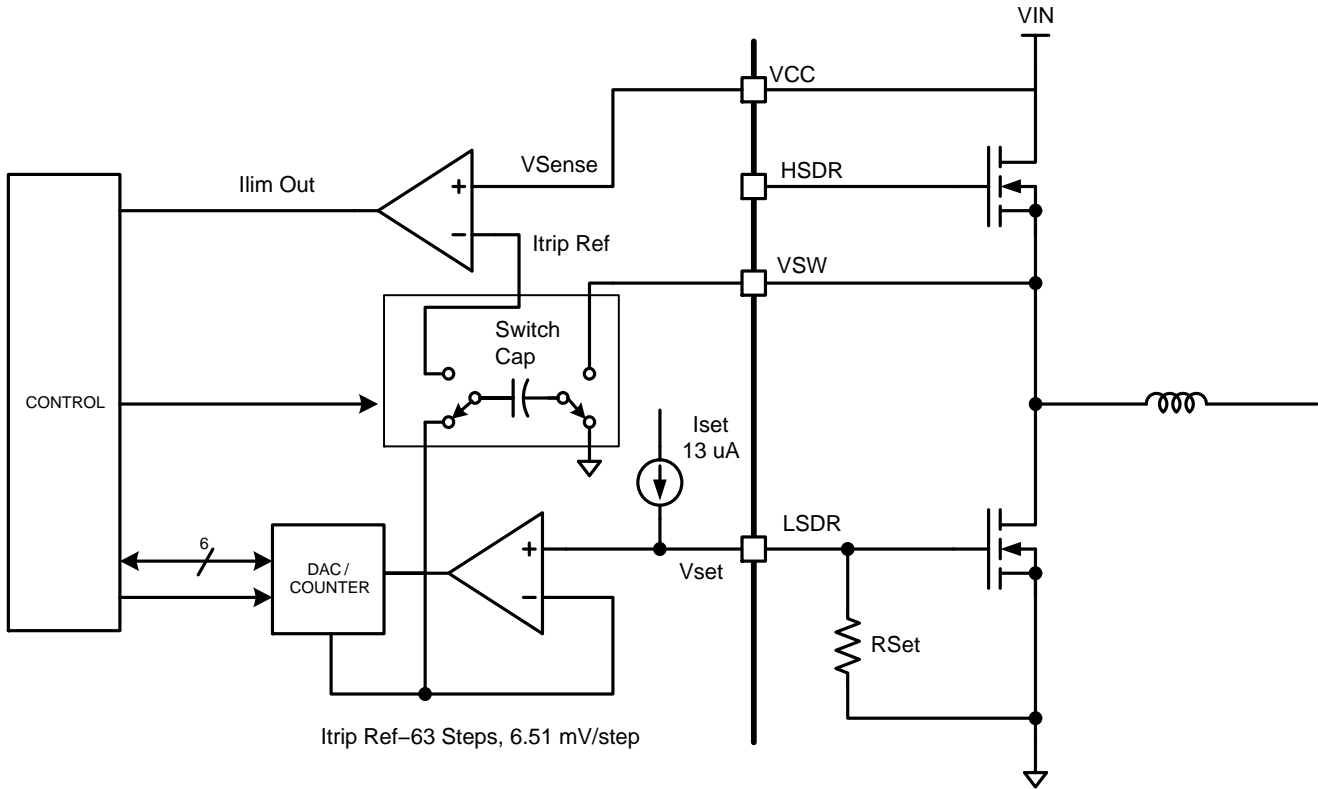 VIN
VCC
VSense
HSDR
Ilim Out
+
−
Itrip Ref
VSW
Switch
Cap
CONTROL
Iset
13 uA
LSDR
6
DAC /
COUNTER
+
−
Vset
RSet
Itrip Ref−63 Steps, 6.51 mV/step